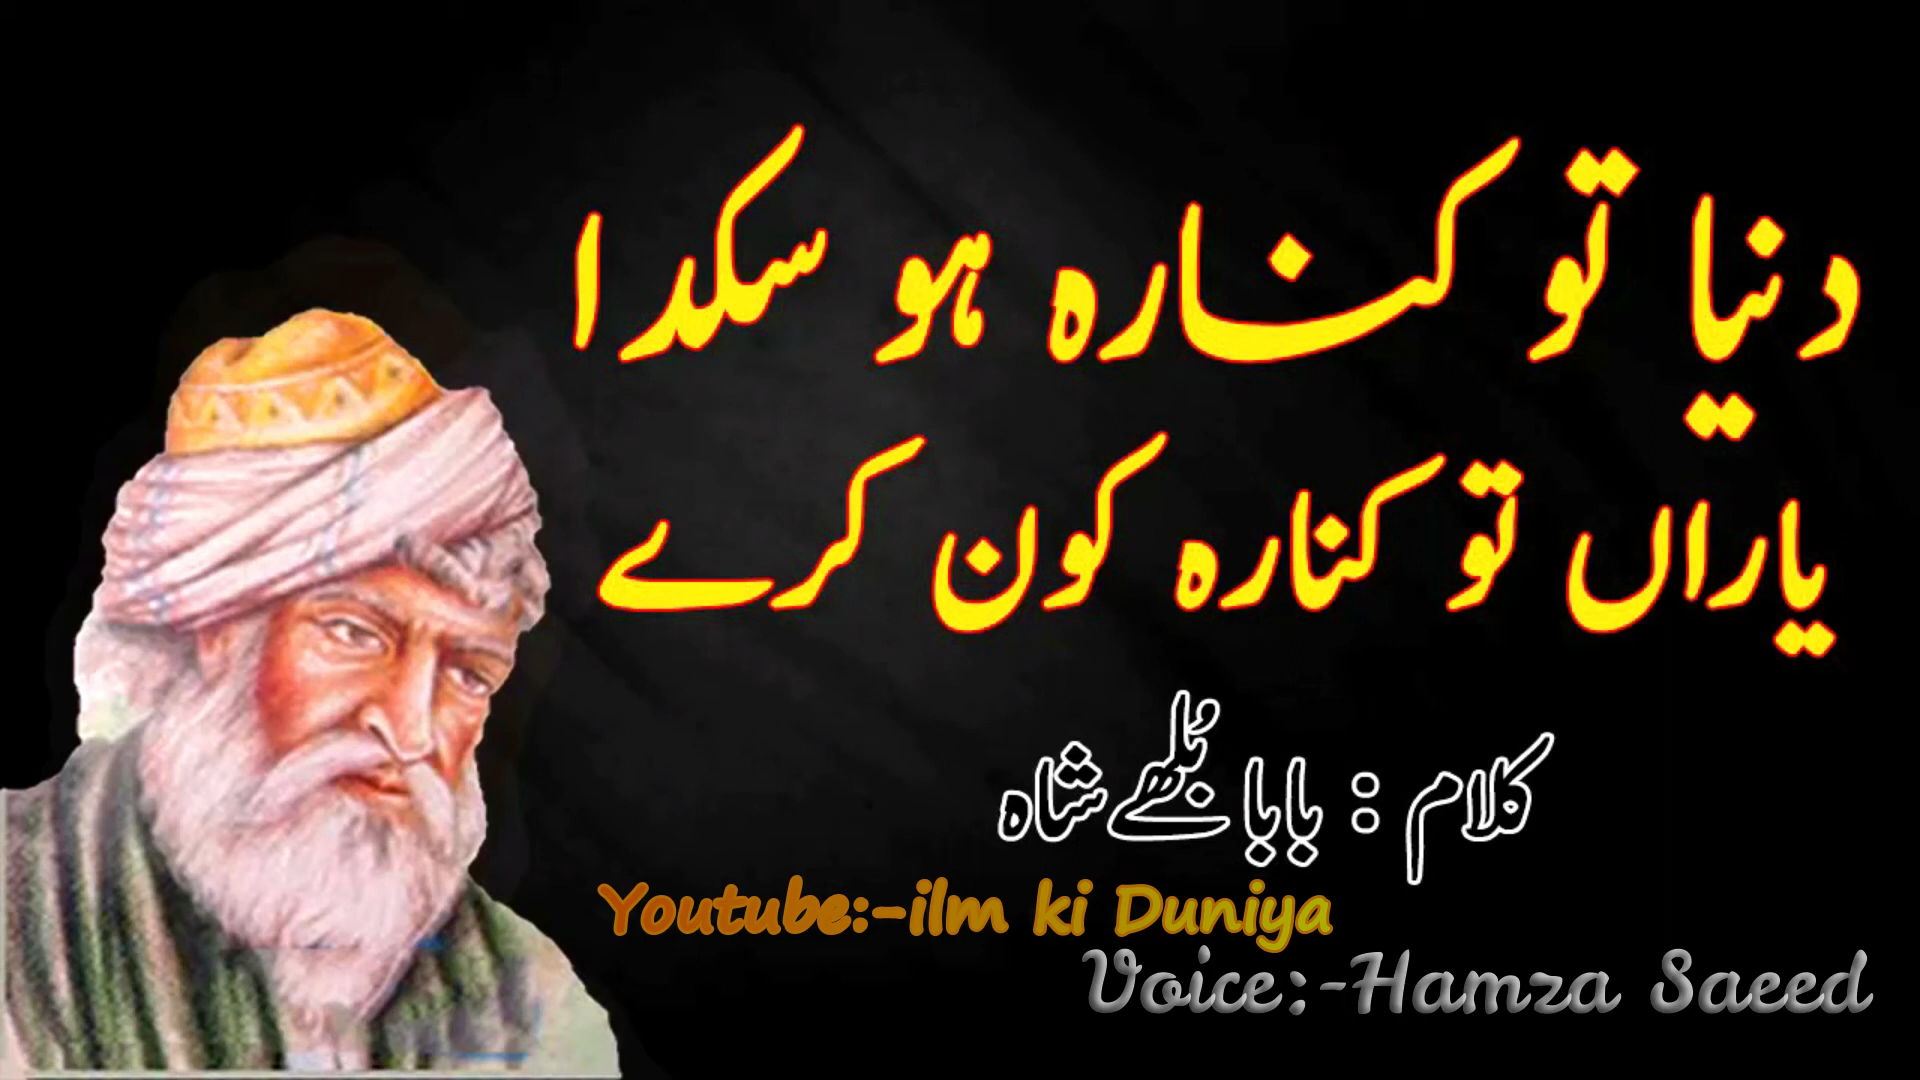 دنیا تو کنارہ ہو سکدا
یاراں تو کنارہ کون کرے
کلام : بابا بُلھے شاہ
Youtube:-ilm ki Duniya
Voice:-Hamza Saeed